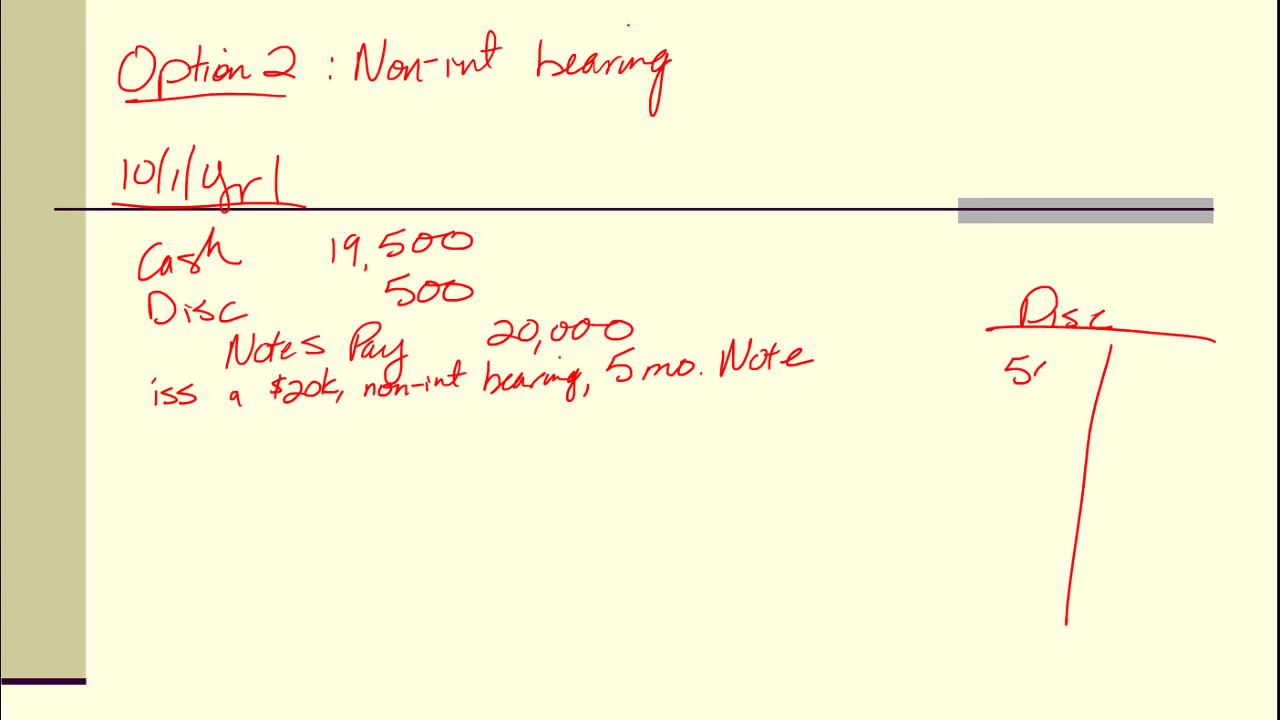 Option 2 : Non-int bearing
10/1/yr1
Cash 19,500
Disc 500
Notes Pay 20,000
iss a $20k, non-int bearing, 5 mo. Note
Disc
50